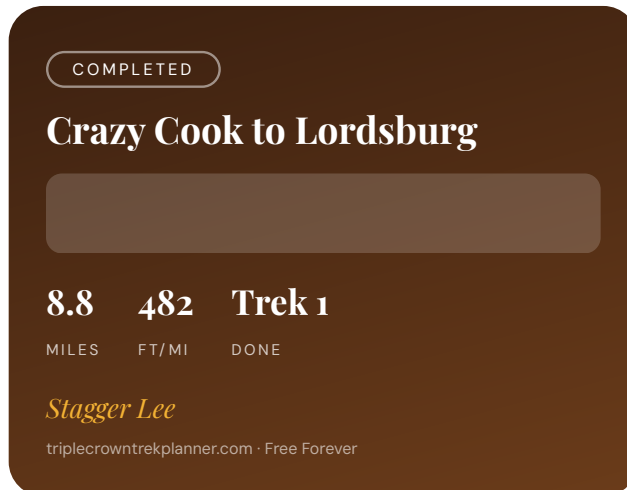 COMPLETED
Crazy Cook to Lordsburg
8.8 482 Trek 1
MILES FT/MI DONE
Stagger Lee
triplecrowntrekplanner.com · Free Forever